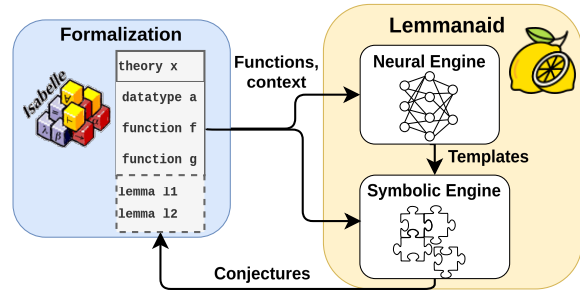 Formalization
Lemmanaid
Isabelle
theory x
datatype a
function f
function g
lemma l1
lemma l2
Functions,
context
Neural Engine
Templates
Symbolic Engine
Conjectures